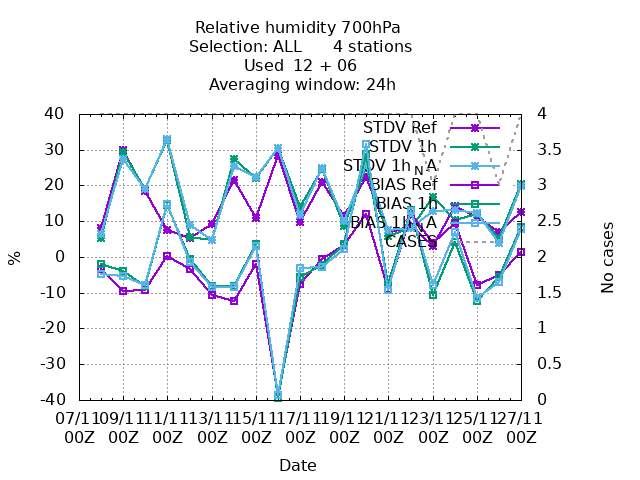 Relative humidity 700hPa
Selection: ALL      4 stations
Used  12 + 06
Averaging window: 24h
40
30
20
10
0
-10
-20
-30
-40
%
4
3.5
3
2.5
2
1.5
1
0.5
0
No cases
STDV Ref
STDV 1h
STDV 1h_NA
BIAS Ref
BIAS 1h
BIAS 1h_NA
CASES
07/11 09/11 11/11 13/11 15/11 17/11 19/11 21/11 23/11 25/11 27/11
00Z 00Z 00Z 00Z 00Z 00Z 00Z 00Z 00Z 00Z 00Z
Date